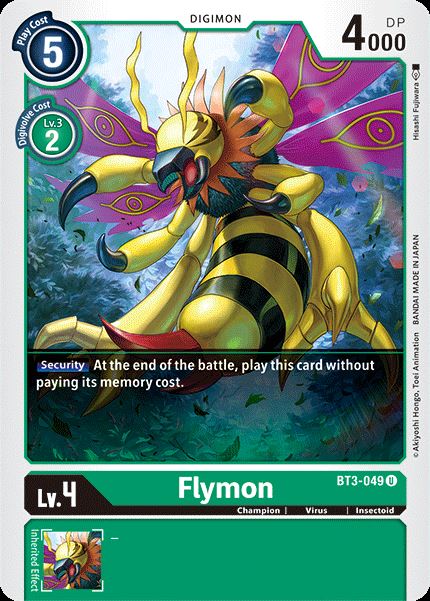 Play Cost
5
DIGIMON
DP
4000
Digivolve Cost
Lv.3
2
Hisashi Fujiwara
© Akiyoshi Hongo, Toei Animation BANDAI MADE IN JAPAN
Security At the end of the battle, play this card without
paying its memory cost.
Lv.4
Flymon
BT3-049 U
Champion | Virus | Insectoid
Inherited Effect
–